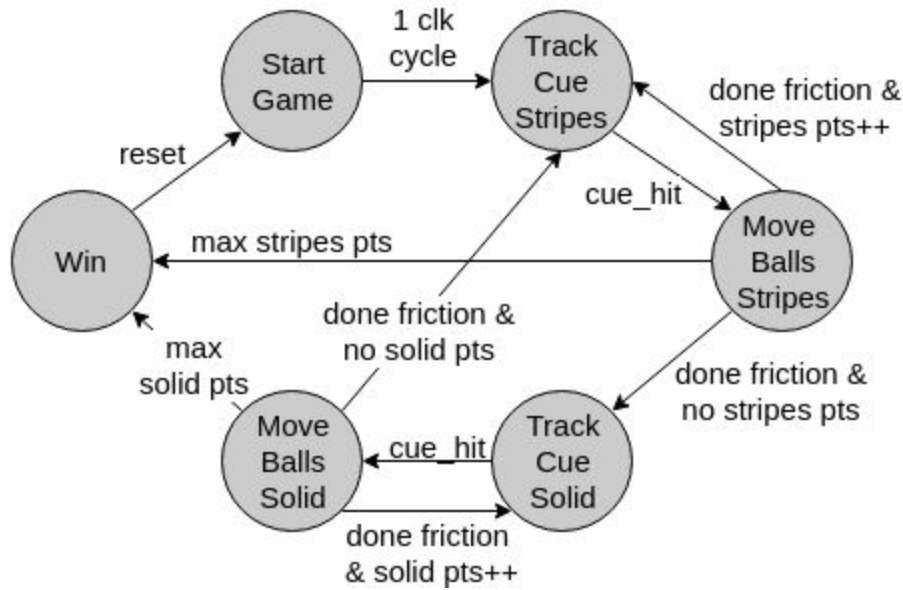 1 clk
cycle
Start
Game
Track
Cue
Stripes
done friction &
stripes pts++
reset
cue_hit
Win
max stripes pts
Move
Balls
Stripes
done friction &
no solid pts
max
solid pts
done friction &
no stripes pts
Move
Balls
Solid
cue_hit
Track
Cue
Solid
done friction
& solid pts++